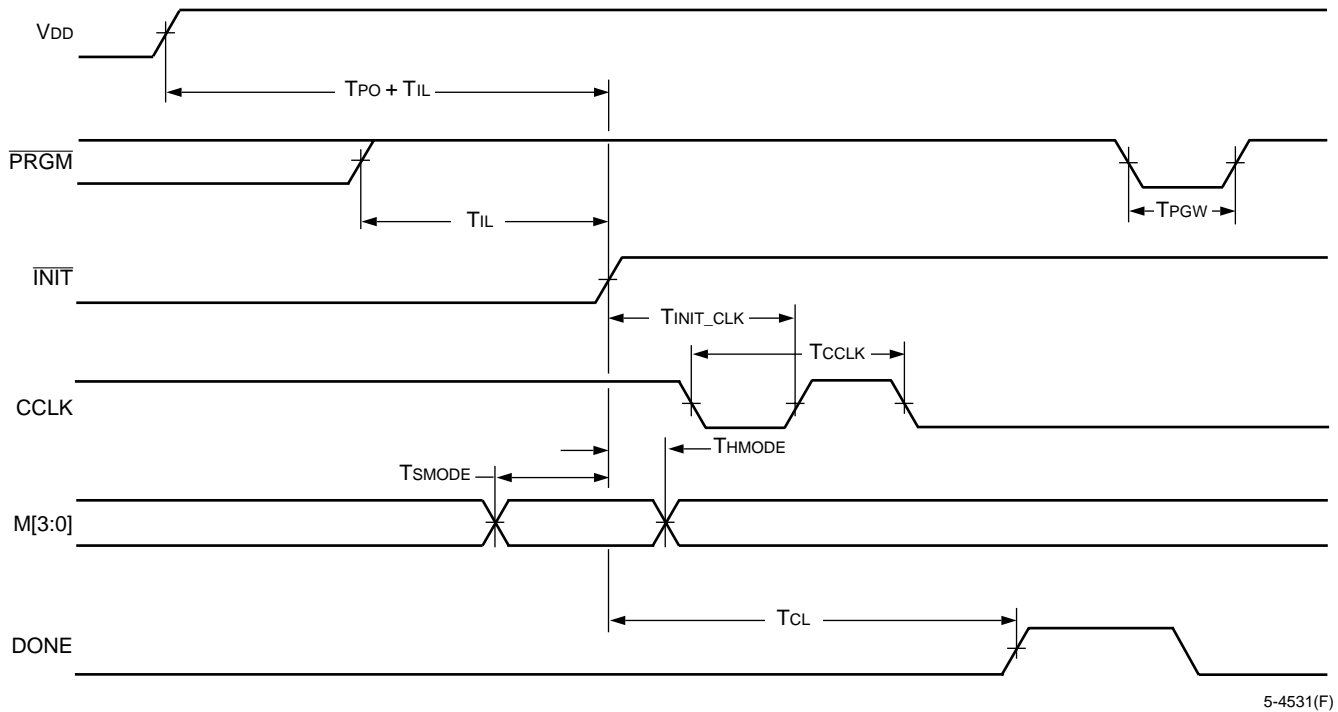 VDD
TPO + TIL
PRGM
TIL
TPGW
INIT
TINIT_CLK
TCCLK
CCLK
THMODE
TSMODE
M[3:0]
TCL
DONE
5-4531(F)